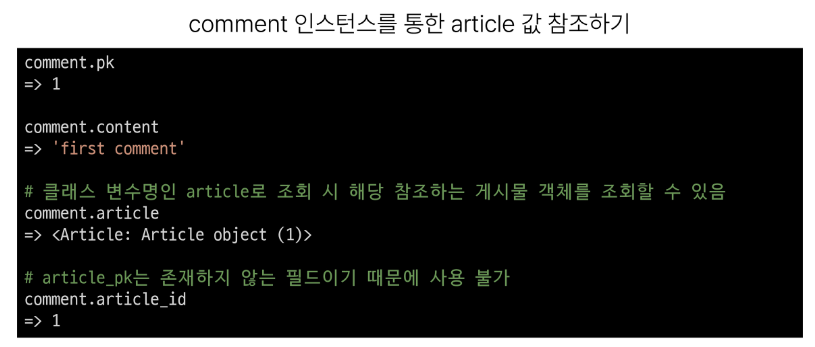 comment 인스턴스를 통한 article 값 참조하기
comment.pk
=> 1
comment.content
=> 'first comment'
# 클래스 변수명인 article로 조회 시 해당 참조하는 게시물 객체를 조회할 수 있음
comment.article
=> <Article: Article object (1)>
# article_pk는 존재하지 않는 필드이기 때문에 사용 불가
comment.article_id
=> 1